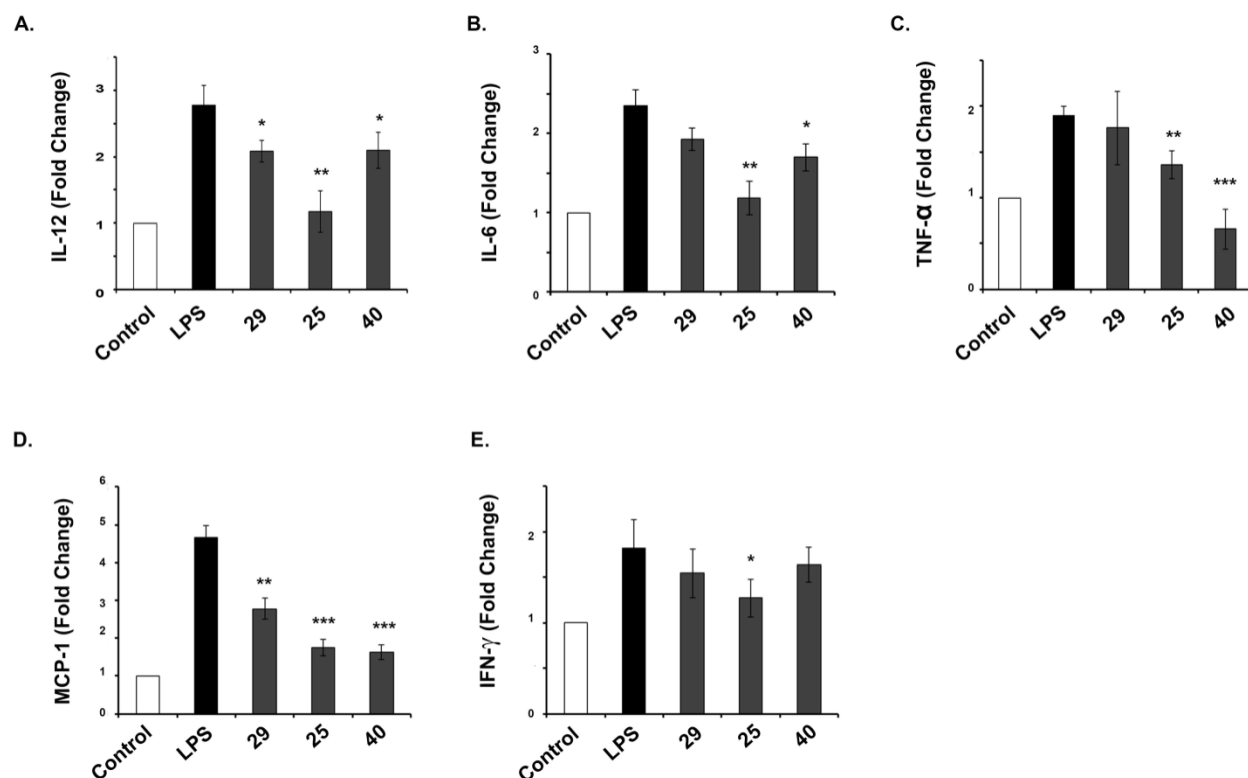 A.
IL-12 (Fold Change)
3
2
1
0
*
**
*
Control
LPS
29
25
40
B.
IL-6 (Fold Change)
3
2
1
0
**
*
Control
LPS
29
25
40
C.
TNF-α (Fold Change)
2
1
0
**
***
Control
LPS
29
25
40
D.
MCP-1 (Fold Change)
6
5
4
3
2
1
0
**
***
***
Control
LPS
29
25
40
E.
IFN-γ (Fold Change)
2
1
0
*
Control
LPS
29
25
40